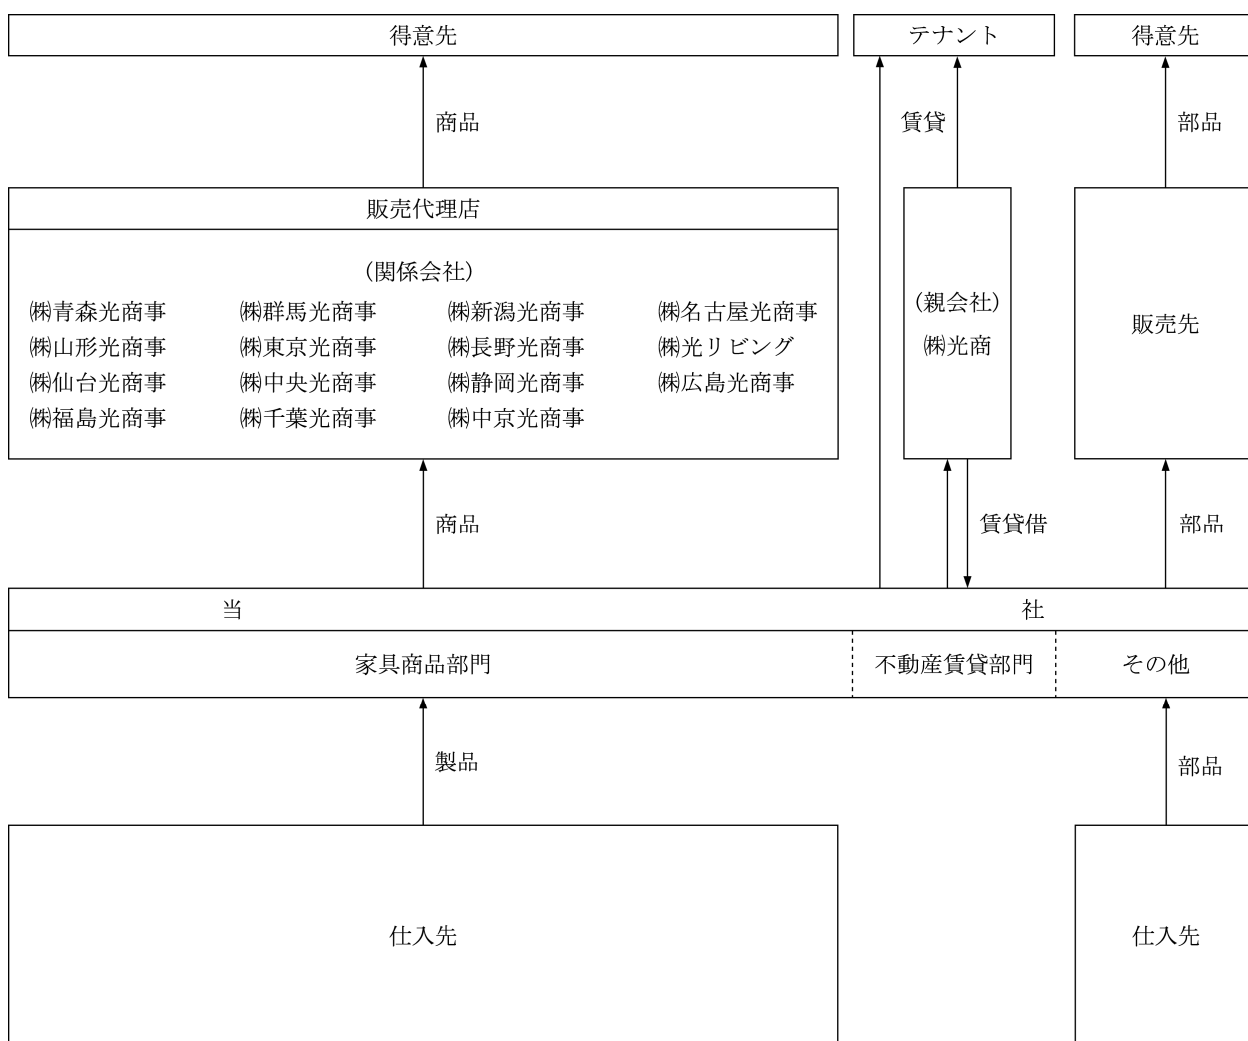 得意先
テナント
得意先
商品
賃貸
部品
販売代理店
（関係会社）
㈱青森光商事
㈱群馬光商事
㈱新潟光商事
㈱名古屋光商事
㈱山形光商事
㈱東京光商事
㈱長野光商事
㈱光リビング
㈱仙台光商事
㈱中央光商事
㈱静岡光商事
㈱広島光商事
㈱福島光商事
㈱千葉光商事
㈱中京光商事
（親会社）
㈱光商
販売先
商品
賃貸借
部品
当社
家具商品部門
不動産賃貸部門
その他
製品
部品
仕入先
仕入先